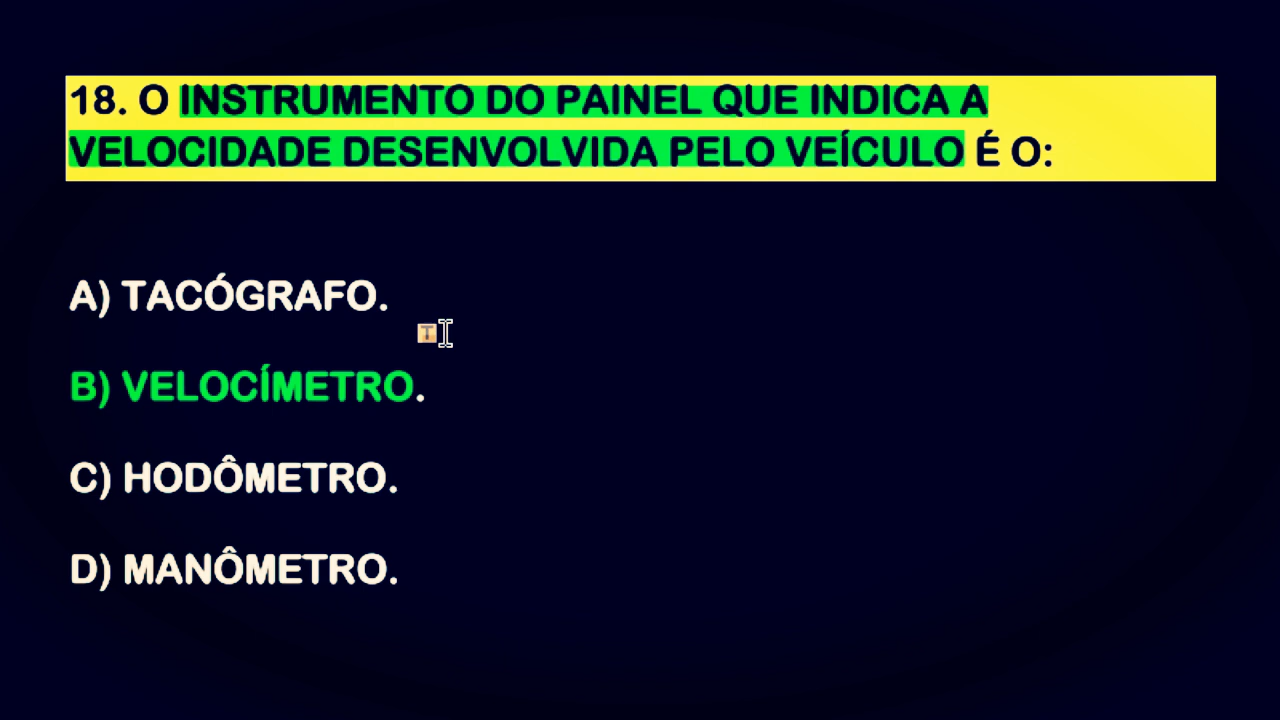 18. O INSTRUMENTO DO PAINEL QUE INDICA A
VELOCIDADE DESENVOLVIDA PELO VEÍCULO É O:
A) TACÓGRAFO.
B) VELOCÍMETRO.
C) HODÔMETRO.
D) MANÔMETRO.